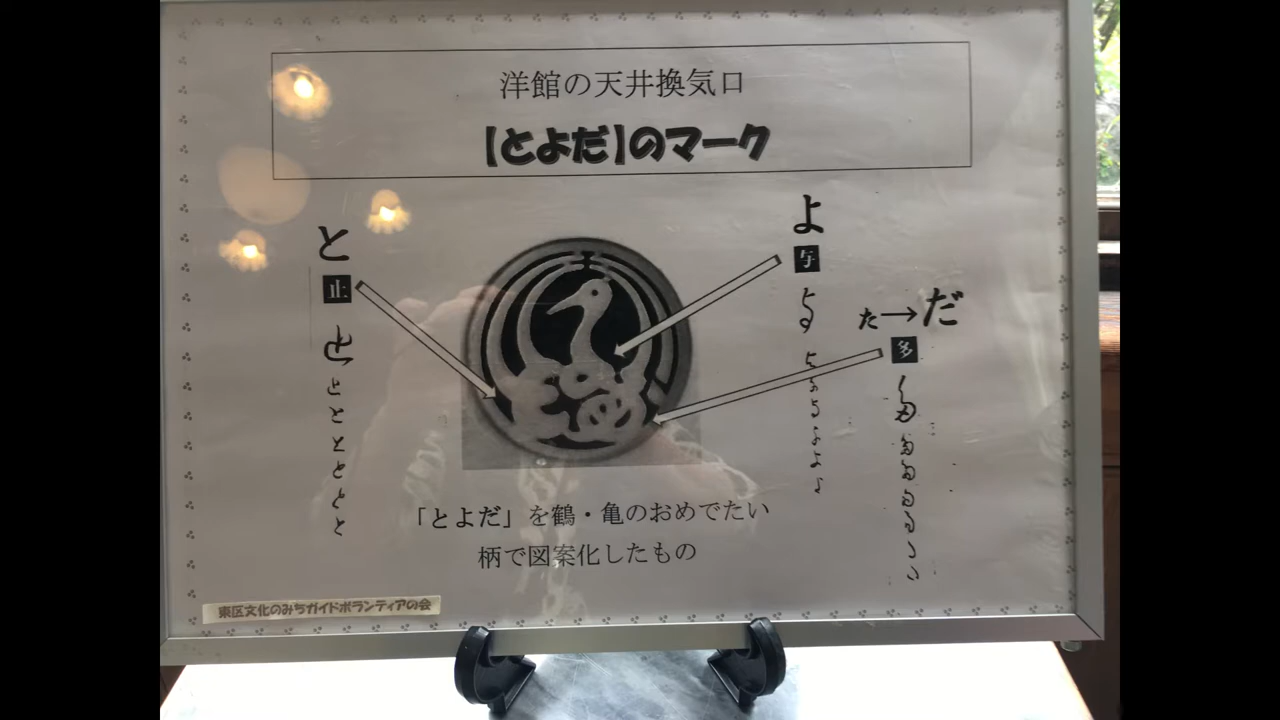 洋館の天井換気口
【とよだ】のマーク
と
止
よ
与
た→だ
多
「とよだ」を鶴・亀のおめでたい
柄で図案化したもの
東区文化のみちガイドボランティアの会